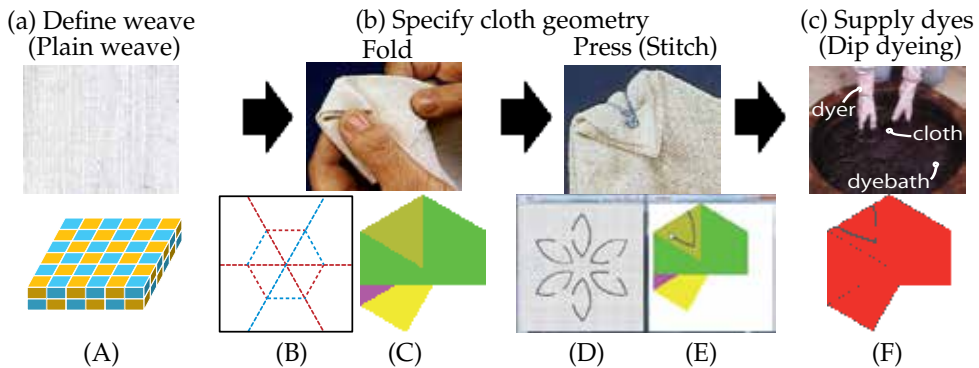 (a) Define weave
(Plain weave)
(b) Specify cloth geometry
Fold
Press (Stitch)
(c) Supply dyes
(Dip dyeing)
dyer
cloth
dyebath
(A)
(B)
(C)
(D)
(E)
(F)